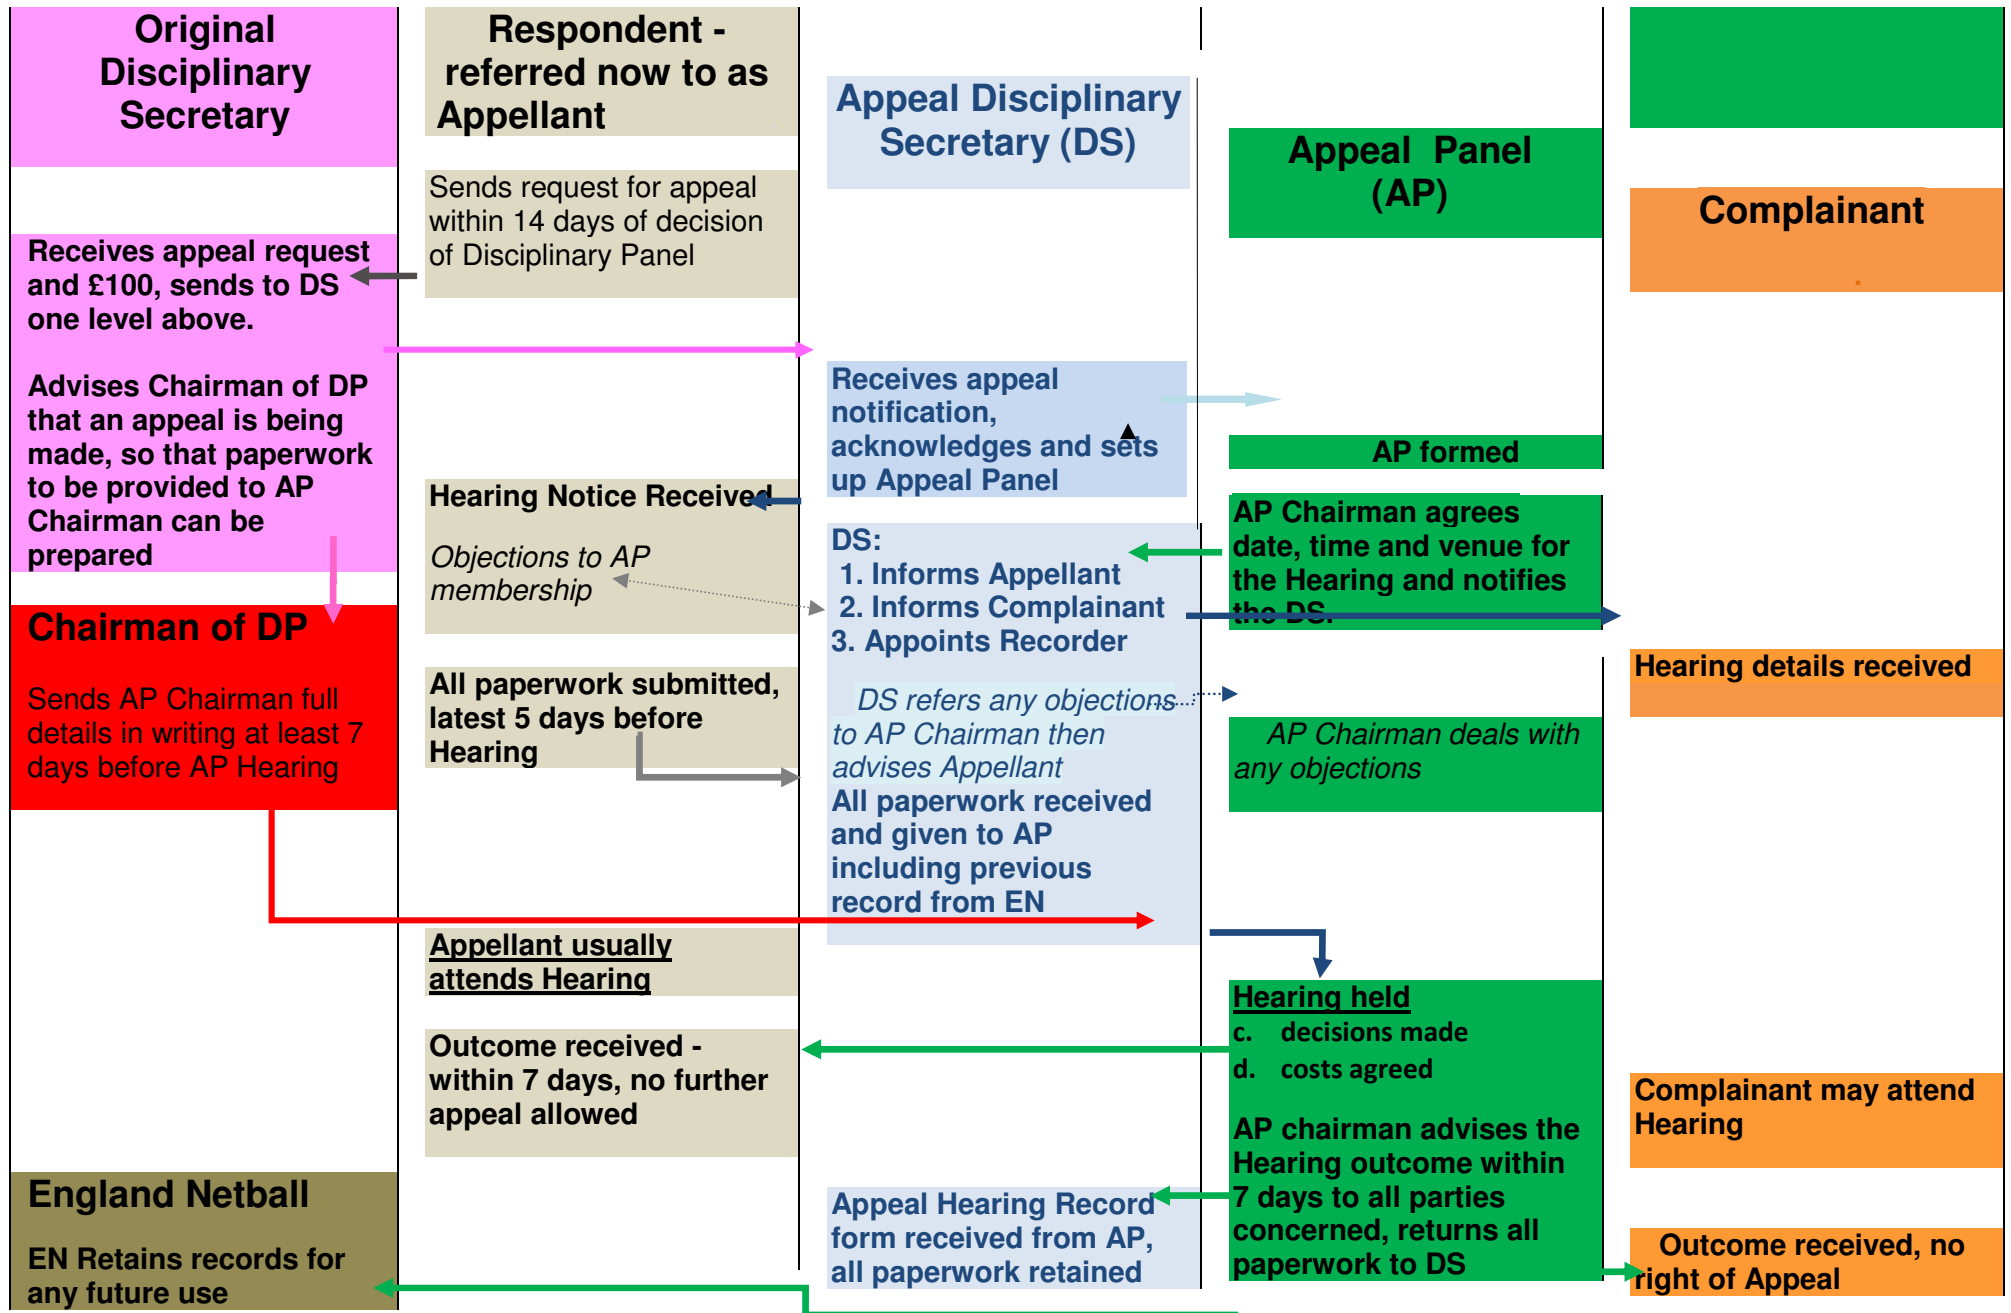 Original
Disciplinary
Secretary
Receives appeal request
and £100, sends to DS
one level above.
Advises Chairman of DP
that an appeal is being
made, so that paperwork
to be provided to AP
Chairman can be
prepared
Chairman of DP
Sends AP Chairman full
details in writing at least 7
days before AP Hearing
England Netball
EN Retains records for
any future use
Respondent -
referred now to as
Appellant
Sends request for appeal
within 14 days of decision
of Disciplinary Panel
Hearing Notice Received
Objections to AP
membership
All paperwork submitted,
latest 5 days before
Hearing
Appellant usually
attends Hearing
Outcome received -
within 7 days, no further
appeal allowed
Appeal Disciplinary
Secretary (DS)
Receives appeal
notification,
acknowledges and sets
up Appeal Panel
DS:
1. Informs Appellant
2. Informs Complainant
3. Appoints Recorder
DS refers any objections
to AP Chairman then
advises Appellant
All paperwork received
and given to AP
including previous
record from EN
Appeal Hearing Record
form received from AP,
all paperwork retained
Appeal Panel
(AP)
AP formed
AP Chairman agrees
date, time and venue for
the Hearing and notifies
the DS.
AP Chairman deals with
any objections
Hearing held
c. decisions made
d. costs agreed
AP chairman advises the
Hearing outcome within
7 days to all parties
concerned, returns all
paperwork to DS
Complainant
.
Hearing details received
Complainant may attend
Hearing
Outcome received, no
right of Appeal